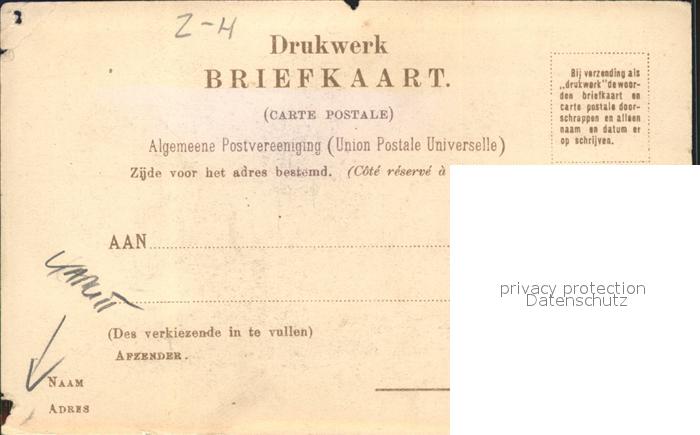 2
Z-H
Drukwerk
BRIEFKAART.
(CARTE POSTALE)
Algemeene Postvereeniging (Union Postale Universelle)
Zijde voor het adres bestemd. (Côté réservé à
Bij verzending als
„drukwerk” de woor-
den briefkaart en
carte postale door-
schrappen en alleen
naam en datum er
op schrijven.
AAN
privacy protection
Datenschutz
(Des verkiezende in te vullen)
AFZENDER.
NAAM
ADRES